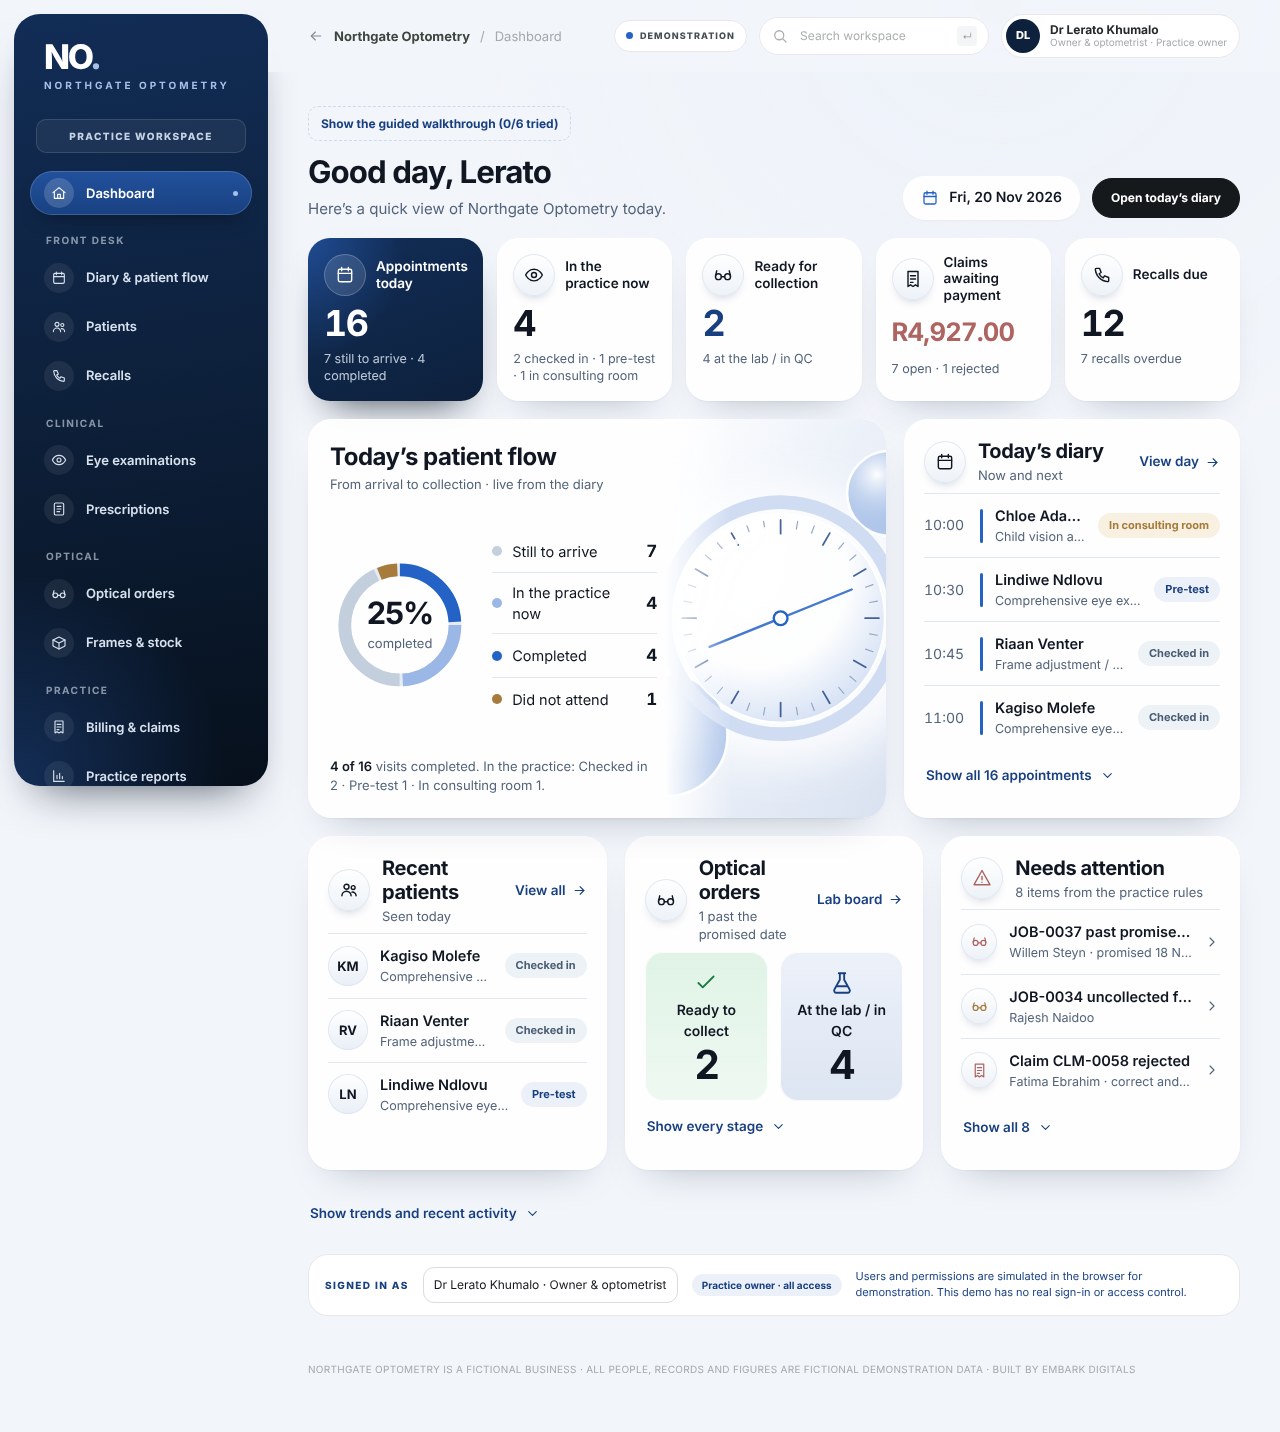 NO.
NORTHGATE OPTOMETRY
PRACTICE WORKSPACE
Dashboard
FRONT DESK
Diary & patient flow
Patients
Recalls
CLINICAL
Eye examinations
Prescriptions
OPTICAL
Optical orders
Frames & stock
PRACTICE
Billing & claims
Practice reports
Northgate Optometry / Dashboard
DEMONSTRATION
Search workspace
DL
Dr Lerato Khumalo
Owner & optometrist · Practice owner
Show the guided walkthrough (0/6 tried)
Good day, Lerato
Here’s a quick view of Northgate Optometry today.
Fri, 20 Nov 2026
Open today’s diary
Appointments
today
16
7 still to arrive · 4
completed
In the
practice now
4
2 checked in · 1 pre-test
· 1 in consulting room
Ready for
collection
2
4 at the lab / in QC
Claims
awaiting
payment
R4,927.00
7 open · 1 rejected
Recalls due
12
7 recalls overdue
Today’s patient flow
From arrival to collection · live from the diary
25%
completed
Still to arrive 7
In the practice
now 4
Completed 4
Did not attend 1
4 of 16 visits completed. In the practice: Checked in
2 · Pre-test 1 · In consulting room 1.
Today’s diary
Now and next
View day
10:00 Chloe Ada... In consulting room
Child vision a...
10:30 Lindiwe Ndlovu Pre-test
Comprehensive eye ex...
10:45 Riaan Venter Checked in
Frame adjustment / ...
11:00 Kagiso Molefe Checked in
Comprehensive eye...
Show all 16 appointments
Recent
patients
Seen today
View all
KM Kagiso Molefe Checked in
Comprehensive ...
RV Riaan Venter Checked in
Frame adjustme...
LN Lindiwe Ndlovu Pre-test
Comprehensive eye...
Optical
orders
1 past the
promised date
Lab board
Ready to
collect
2
At the lab / in
QC
4
Show every stage
Needs attention
8 items from the practice rules
JOB-0037 past promise...
Willem Steyn · promised 18 N...
JOB-0034 uncollected f...
Rajesh Naidoo
Claim CLM-0058 rejected
Fatima Ebrahim · correct and...
Show all 8
Show trends and recent activity
SIGNED IN AS
Dr Lerato Khumalo · Owner & optometrist
Practice owner · all access
Users and permissions are simulated in the browser for
demonstration. This demo has no real sign-in or access control.
NORTHGATE OPTOMETRY IS A FICTIONAL BUSINESS · ALL PEOPLE, RECORDS AND FIGURES ARE FICTIONAL DEMONSTRATION DATA · BUILT BY EMBARK DIGITALS